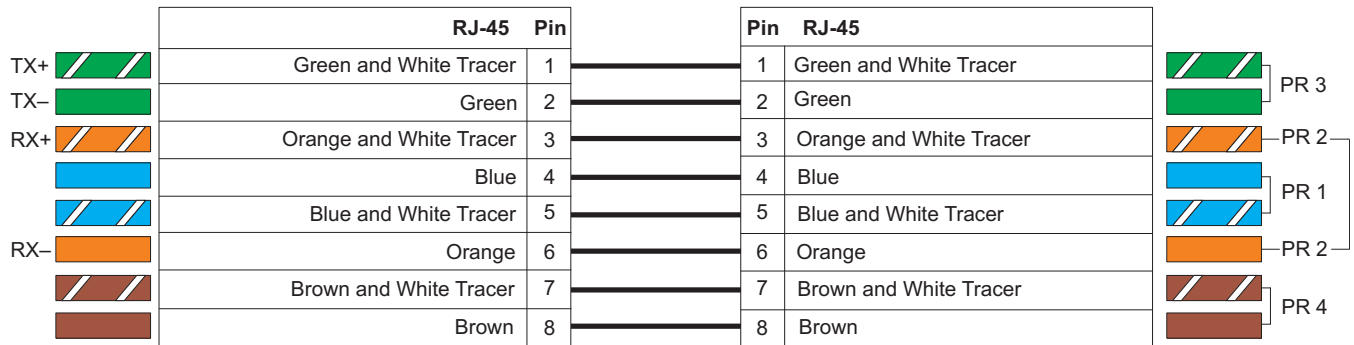 RJ-45 Pin Pin RJ-45
TX+ Green and White Tracer 1 1 Green and White Tracer
PR 3
TX– Green 2 2 Green
RX+ Orange and White Tracer 3 3 Orange and White Tracer PR 2
Blue 4 4 Blue
PR 1
Blue and White Tracer 5 5 Blue and White Tracer
RX– Orange 6 6 Orange PR 2
Brown and White Tracer 7 7 Brown and White Tracer
PR 4
Brown 8 8 Brown